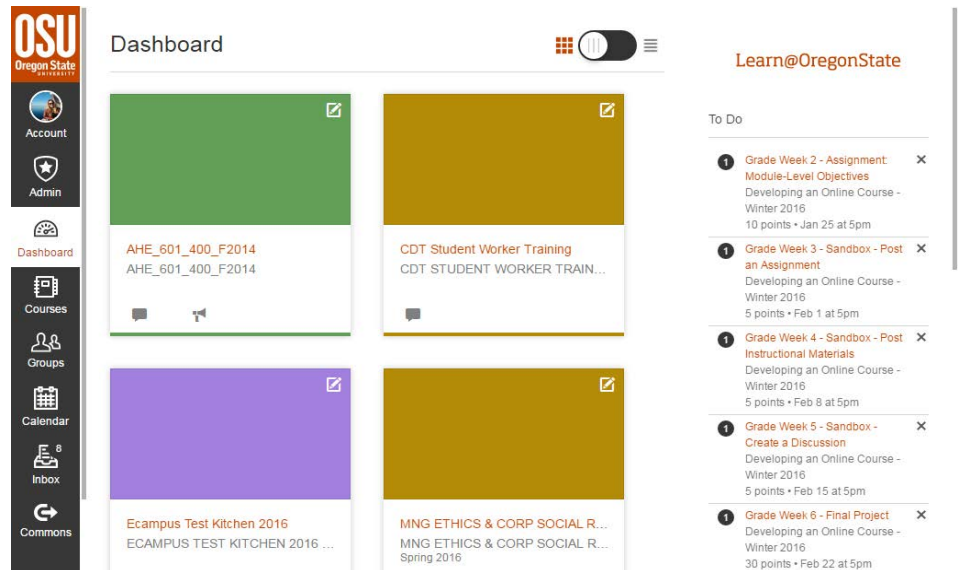 OSU
Oregon State
UNIVERSITY
Account
Admin
Dashboard
Courses
Groups
Calendar
8
Inbox
Commons
Dashboard
AHE_601_400_F2014
AHE_601_400_F2014
CDT Student Worker Training
CDT STUDENT WORKER TRAIN...
Ecampus Test Kitchen 2016
ECAMPUS TEST KITCHEN 2016 ...
MNG ETHICS & CORP SOCIAL R...
MNG ETHICS & CORP SOCIAL R...
Spring 2016
Learn@OregonState
To Do
1
Grade Week 2 - Assignment:
Module-Level Objectives
Developing an Online Course -
Winter 2016
10 points • Jan 25 at 5pm
1
Grade Week 3 - Sandbox - Post
an Assignment
Developing an Online Course -
Winter 2016
5 points • Feb 1 at 5pm
1
Grade Week 4 - Sandbox - Post
Instructional Materials
Developing an Online Course -
Winter 2016
5 points • Feb 8 at 5pm
1
Grade Week 5 - Sandbox -
Create a Discussion
Developing an Online Course -
Winter 2016
5 points • Feb 15 at 5pm
1
Grade Week 6 - Final Project
Developing an Online Course -
Winter 2016
30 points • Feb 22 at 5pm